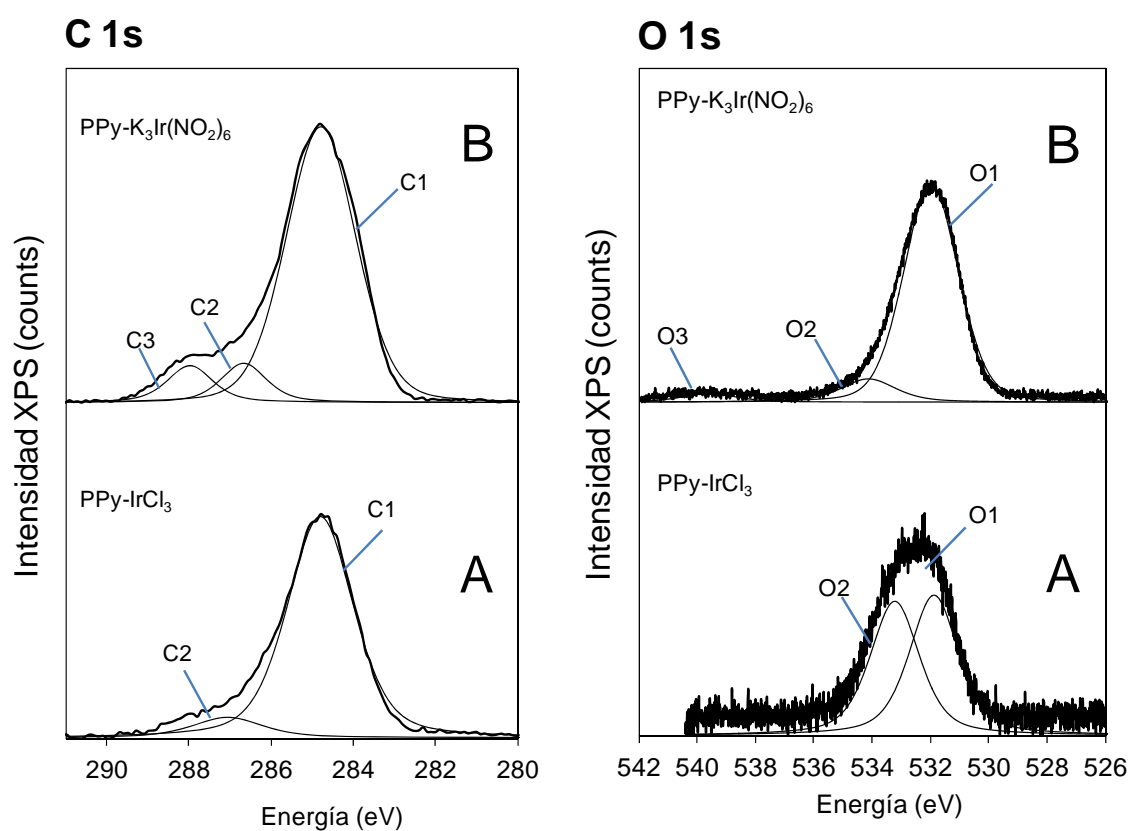 C 1s
PPy-K₃Ir(NO₂)₆
B
C1
C2
C3
PPy-IrCl₃
C1
A
C2
Intensidad XPS (counts)
290 288 286 284 282 280
Energía (eV)
O 1s
PPy-K₃Ir(NO₂)₆
B
O1
O2
O3
PPy-IrCl₃
O1
A
O2
Intensidad XPS (counts)
542 540 538 536 534 532 530 528 526
Energía (eV)